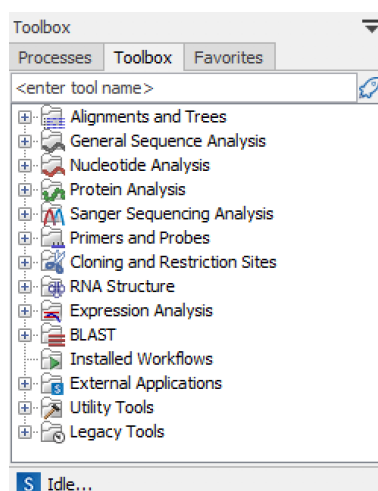 Toolbox
Processes Toolbox Favorites
<enter tool name>
Alignments and Trees
General Sequence Analysis
Nucleotide Analysis
Protein Analysis
Sanger Sequencing Analysis
Primers and Probes
Cloning and Restriction Sites
RNA Structure
Expression Analysis
BLAST
Installed Workflows
External Applications
Utility Tools
Legacy Tools
S Idle...